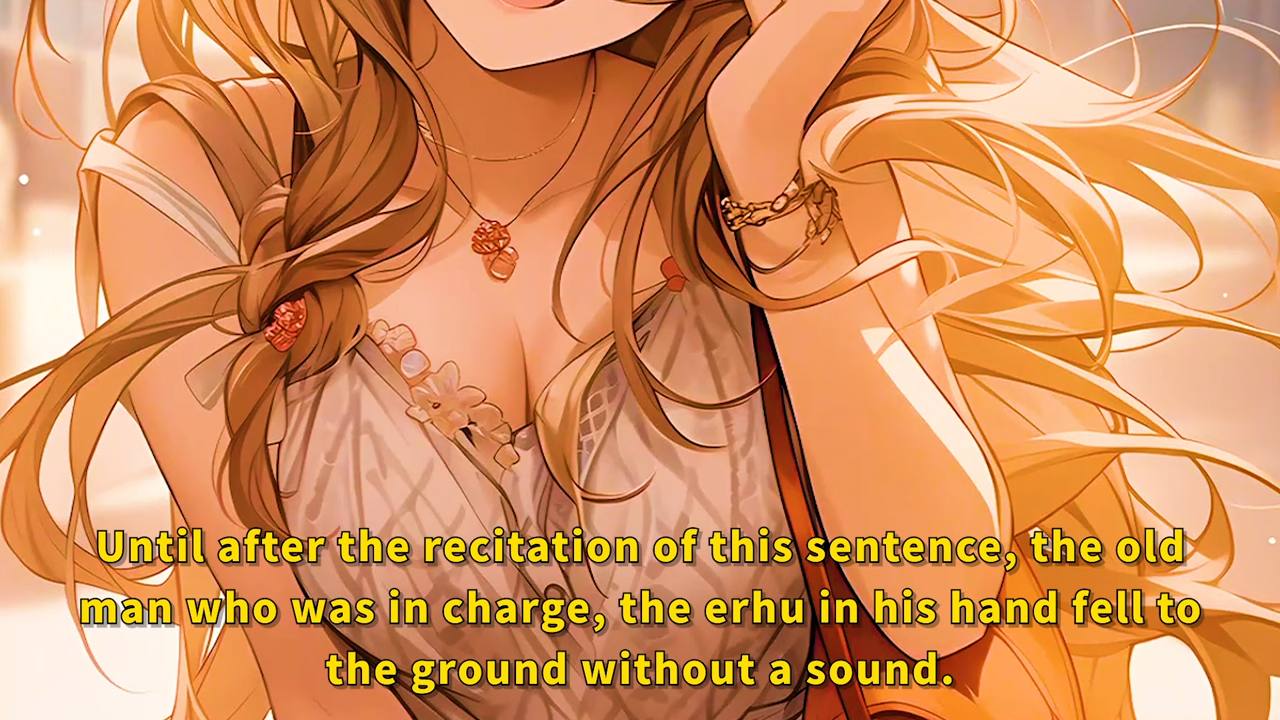 Until after the recitation of this sentence, the old
man who was in charge, the erhu in his hand fell to
the ground without a sound.